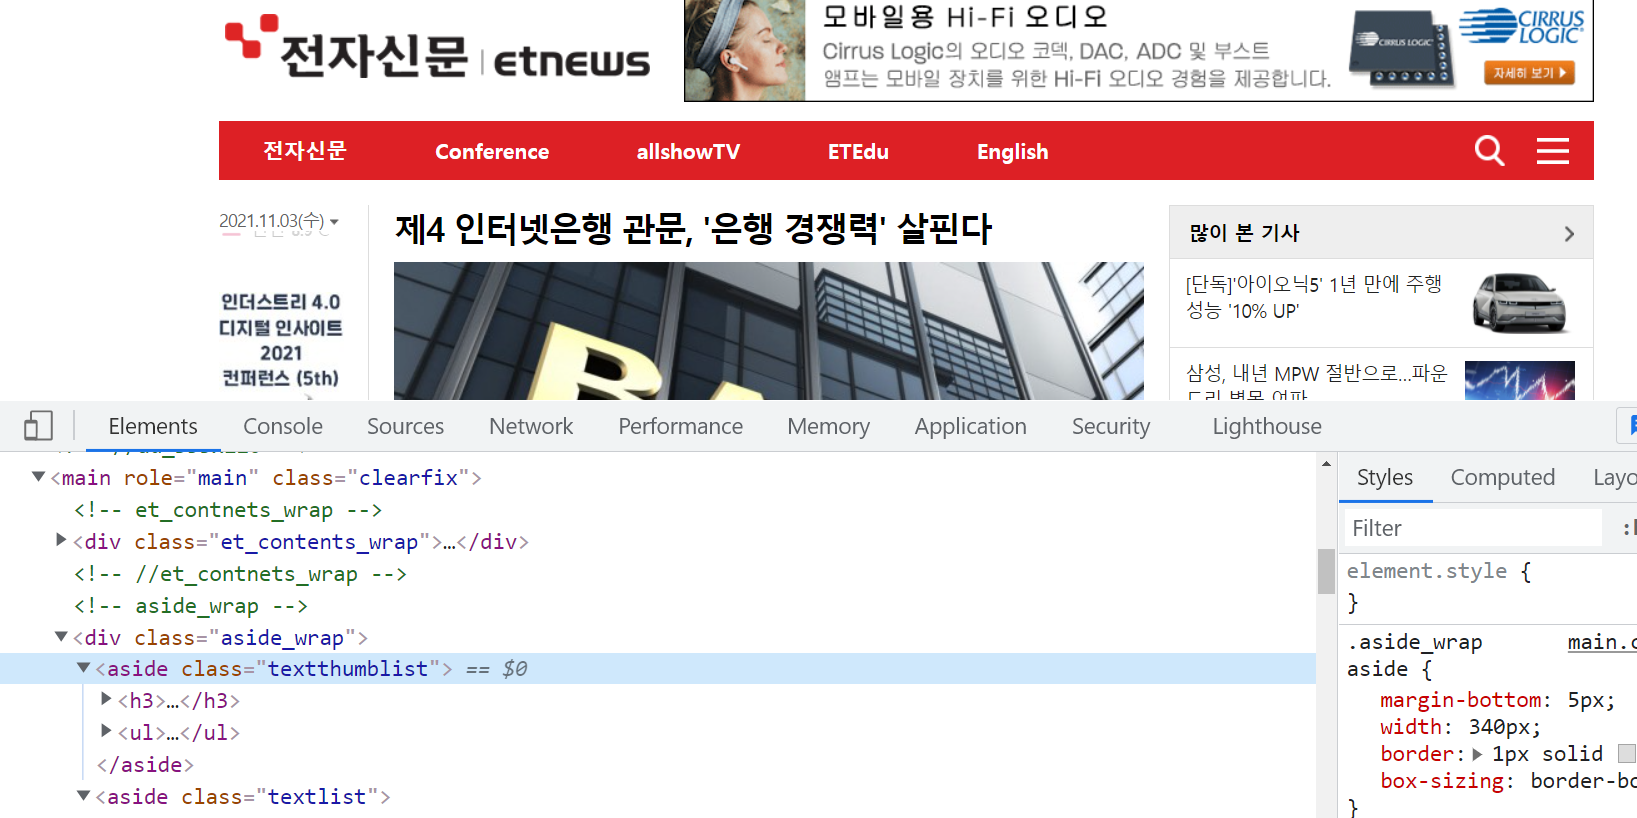 모바일용 Hi-Fi 오디오
Cirrus Logic의 오디오 코덱, DAC, ADC 및 부스트
앰프는 모바일 장치를 위한 Hi-Fi 오디오 경험을 제공합니다.
CIRRUS LOGIC
CIRRUS LOGIC
자세히 보기
전자신문 | etnews
전자신문 Conference allshowTV ETEdu English
2021.11.03(수)
제4 인터넷은행 관문, '은행 경쟁력' 살핀다
인더스트리 4.0
디지털 인사이트
2021
컨퍼런스 (5th)
많이 본 기사
[단독]'아이오닉5' 1년 만에 주행
성능 '10% UP'
삼성, 내년 MPW 절반으로...파운
Elements Console Sources Network Performance Memory Application Security Lighthouse
<main role="main" class="clearfix">
<!-- et_contnets_wrap -->
<div class="et_contents_wrap">…</div>
<!-- //et_contnets_wrap -->
<!-- aside_wrap -->
<div class="aside_wrap">
<aside class="textthumblist"> == $0
<h3>…</h3>
<ul>…</ul>
</aside>
<aside class="textlist">
Styles Computed
Filter
element.style {
}
.aside_wrap
aside {
margin-bottom: 5px;
width: 340px;
border: 1px solid
box-sizing:
}